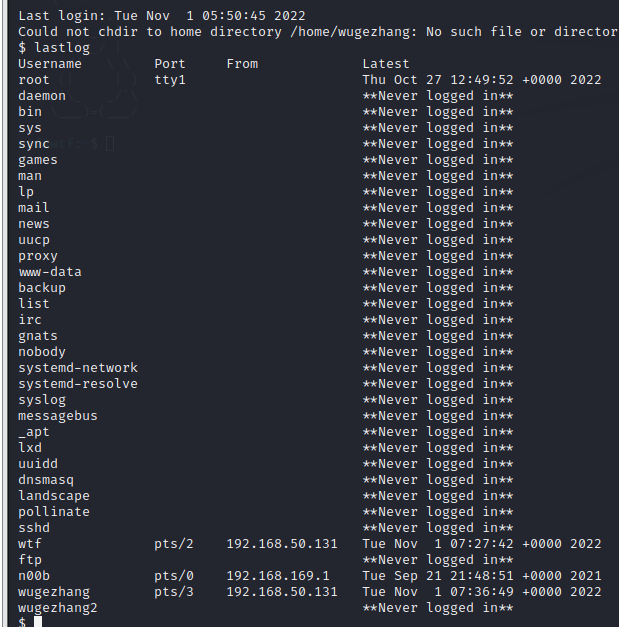 Last login: Tue Nov  1 05:50:45 2022
Could not chdir to home directory /home/wugezhang: No such file or director
$ lastlog
Username         Port     From             Latest
root             tty1                      Thu Oct 27 12:49:52 +0000 2022
daemon                                     **Never logged in**
bin                                        **Never logged in**
sys                                        **Never logged in**
sync                                       **Never logged in**
games                                      **Never logged in**
man                                        **Never logged in**
lp                                         **Never logged in**
mail                                       **Never logged in**
news                                       **Never logged in**
uucp                                       **Never logged in**
proxy                                      **Never logged in**
www-data                                   **Never logged in**
backup                                     **Never logged in**
list                                       **Never logged in**
irc                                        **Never logged in**
gnats                                      **Never logged in**
nobody                                     **Never logged in**
systemd-network                            **Never logged in**
systemd-resolve                            **Never logged in**
syslog                                     **Never logged in**
messagebus                                 **Never logged in**
_apt                                       **Never logged in**
lxd                                        **Never logged in**
uuidd                                      **Never logged in**
dnsmasq                                    **Never logged in**
landscape                                  **Never logged in**
pollinate                                  **Never logged in**
sshd                                       **Never logged in**
wtf              pts/2    192.168.50.131   Tue Nov  1 07:27:42 +0000 2022
ftp                                        **Never logged in**
n00b             pts/0    192.168.169.1    Tue Sep 21 21:48:51 +0000 2021
wugezhang        pts/3    192.168.50.131   Tue Nov  1 07:36:49 +0000 2022
wugezhang2                                 **Never logged in**
$